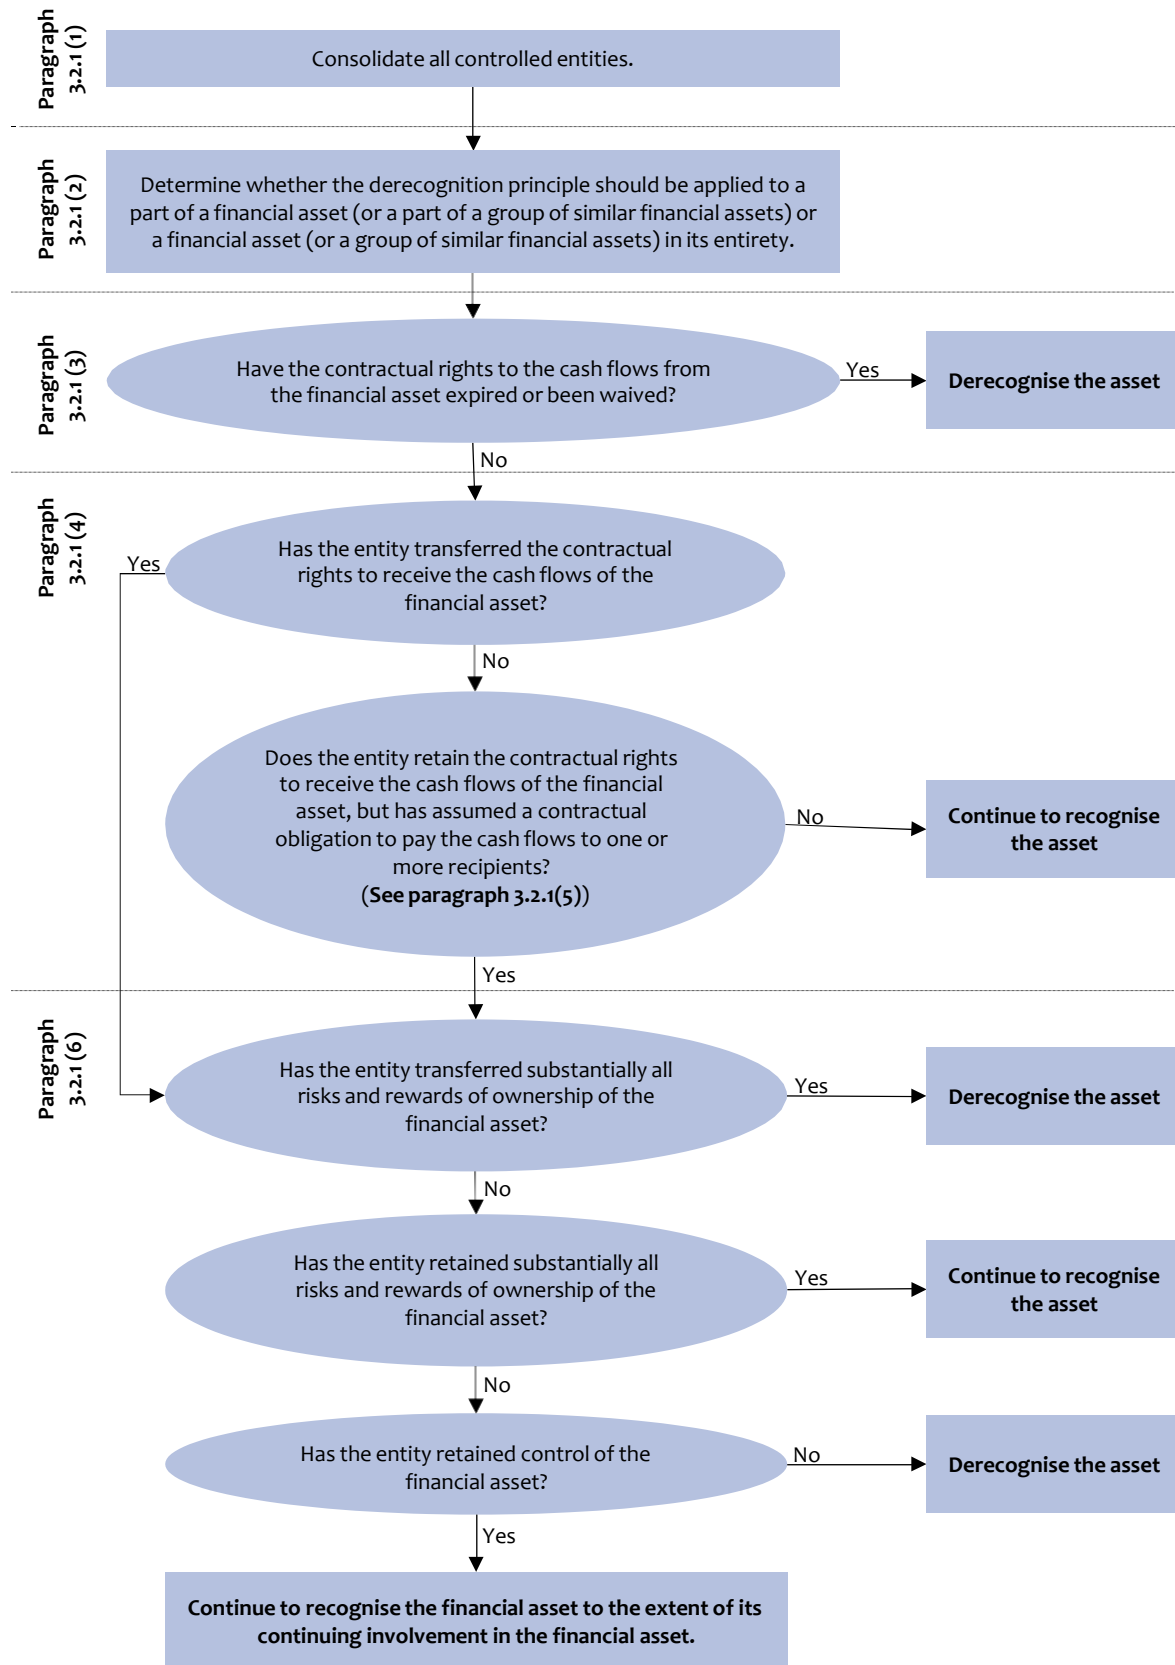 Paragraph
3.2.1 (1)
Consolidate all controlled entities.
Paragraph
3.2.1 (2)
Determine whether the derecognition principle should be applied to a
part of a financial asset (or a part of a group of similar financial assets) or
a financial asset (or a group of similar financial assets) in its entirety.
Paragraph
3.2.1 (3)
Have the contractual rights to the cash flows from
the financial asset expired or been waived?
Yes
Derecognise the asset
No
Paragraph
3.2.1 (4)
Has the entity transferred the contractual
rights to receive the cash flows of the
financial asset?
Yes
No
Does the entity retain the contractual rights
to receive the cash flows of the financial
asset, but has assumed a contractual
obligation to pay the cash flows to one or
more recipients?
(See paragraph 3.2.1(5))
No
Continue to recognise
the asset
Yes
Paragraph
3.2.1 (6)
Has the entity transferred substantially all
risks and rewards of ownership of the
financial asset?
Yes
Derecognise the asset
No
Has the entity retained substantially all
risks and rewards of ownership of the
financial asset?
Yes
Continue to recognise
the asset
No
Has the entity retained control of the
financial asset?
No
Derecognise the asset
Yes
Continue to recognise the financial asset to the extent of its
continuing involvement in the financial asset.